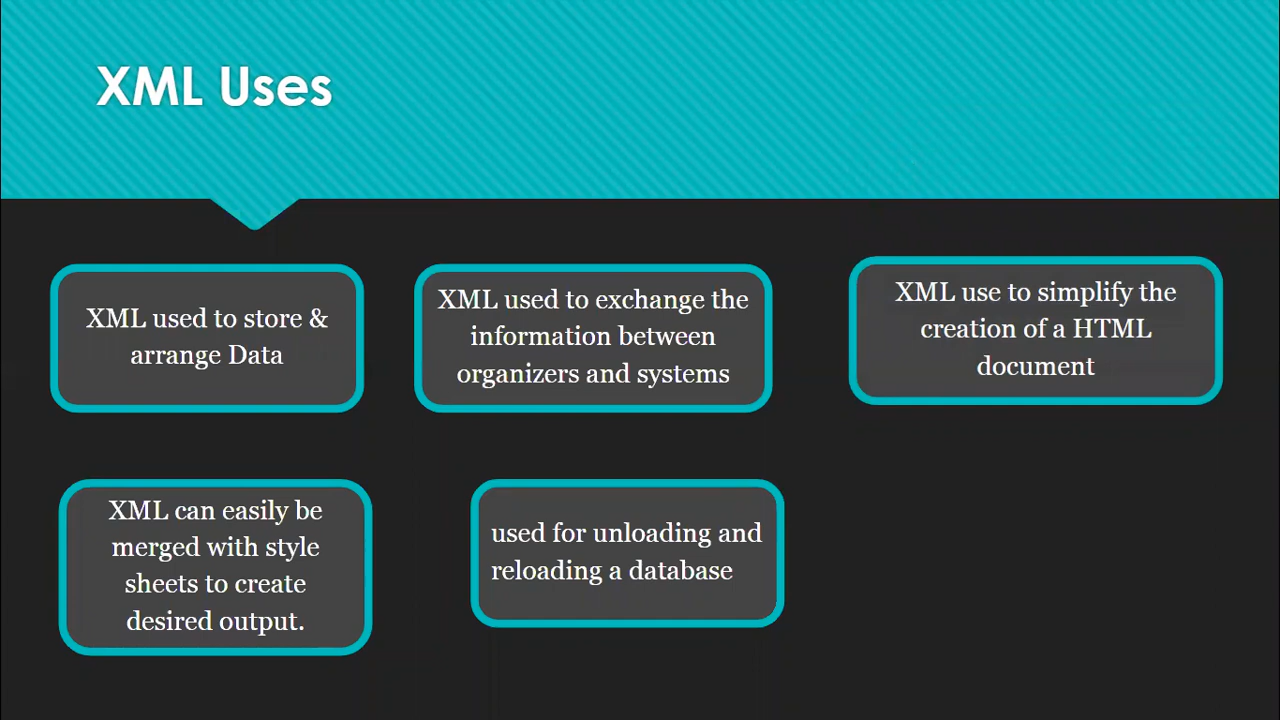 XML Uses
XML used to store &
arrange Data
XML used to exchange the
information between
organizers and systems
XML use to simplify the
creation of a HTML
document
XML can easily be
merged with style
sheets to create
desired output.
used for unloading and
reloading a database